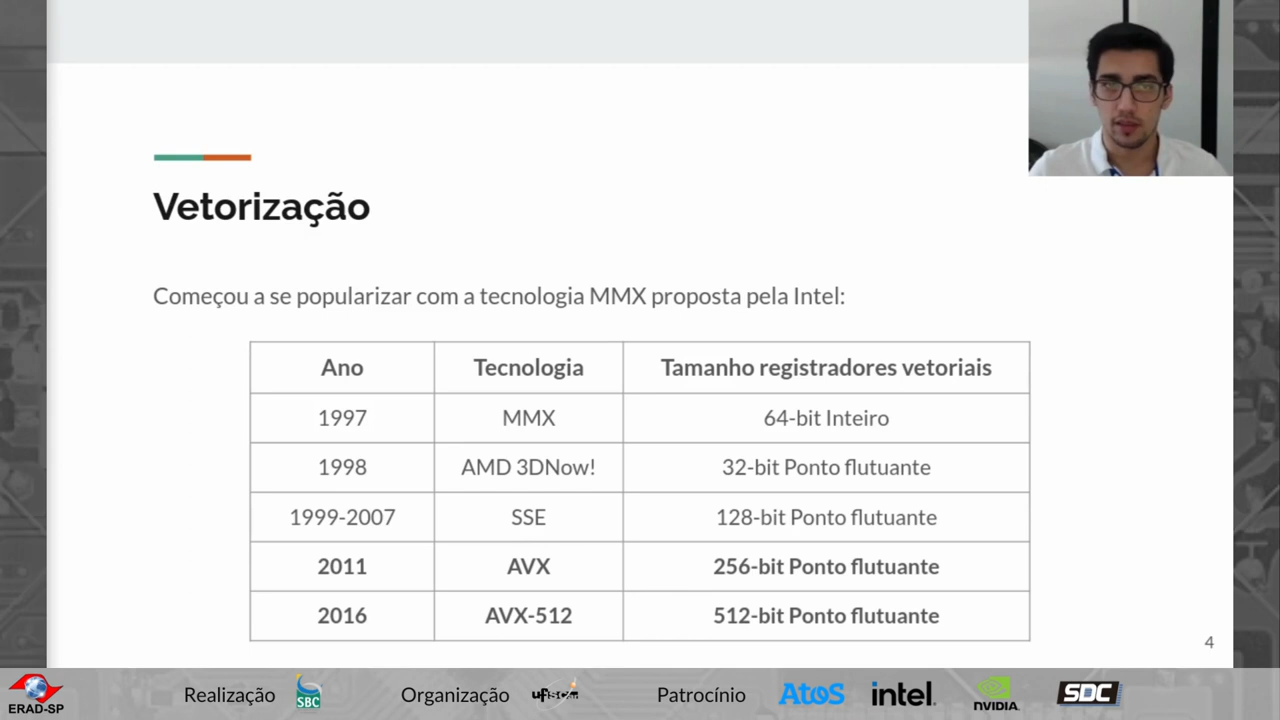 Vetorização
Começou a se popularizar com a tecnologia MMX proposta pela Intel:
Ano Tecnologia Tamanho registradores vetoriais
1997 MMX 64-bit Inteiro
1998 AMD 3DNow! 32-bit Ponto flutuante
1999-2007 SSE 128-bit Ponto flutuante
2011 AVX 256-bit Ponto flutuante
2016 AVX-512 512-bit Ponto flutuante
4
ERAD-SP
Realização SBC Organização ufscar Patrocínio Atos intel. NVIDIA. SDC